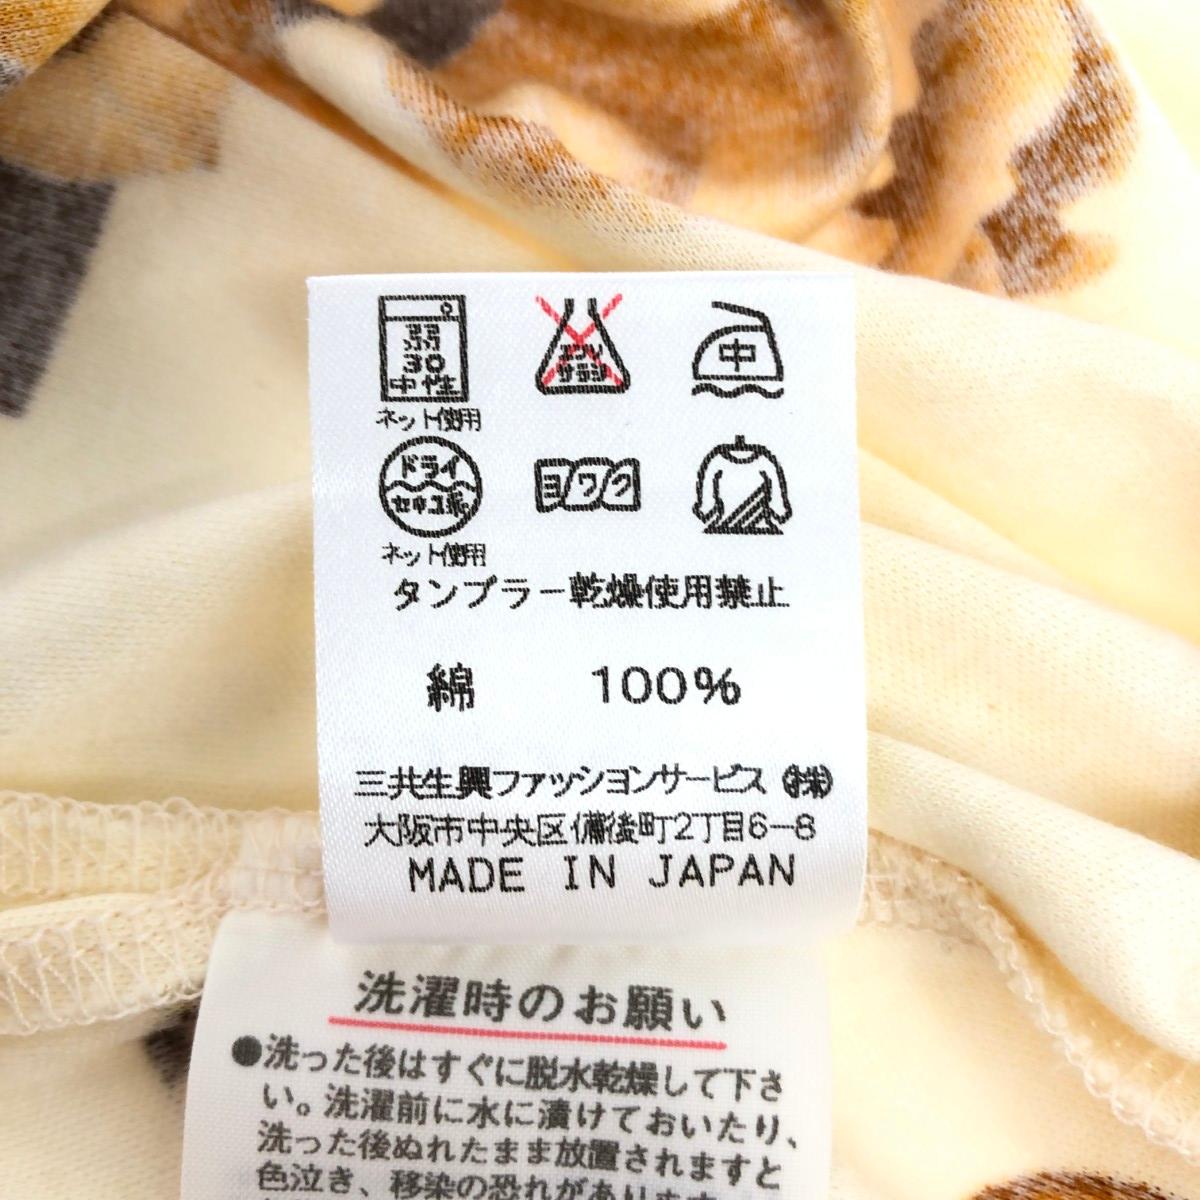 弱
30
中性
ネット使用
エンソ
サラシ
中
ドライ
セキユ系
ネット使用
ヨワク
タンブラー乾燥使用禁止
綿 100%
三共生興ファッションサービス(株)
大阪市中央区備後町2丁目6-8
MADE IN JAPAN
洗濯時のお願い
●洗った後はすぐに脱水乾燥して下さ
い。洗濯前に水に漬けておいたり、
洗った後ぬれたまま放置されますと
色泣き、移染の恐れがあります